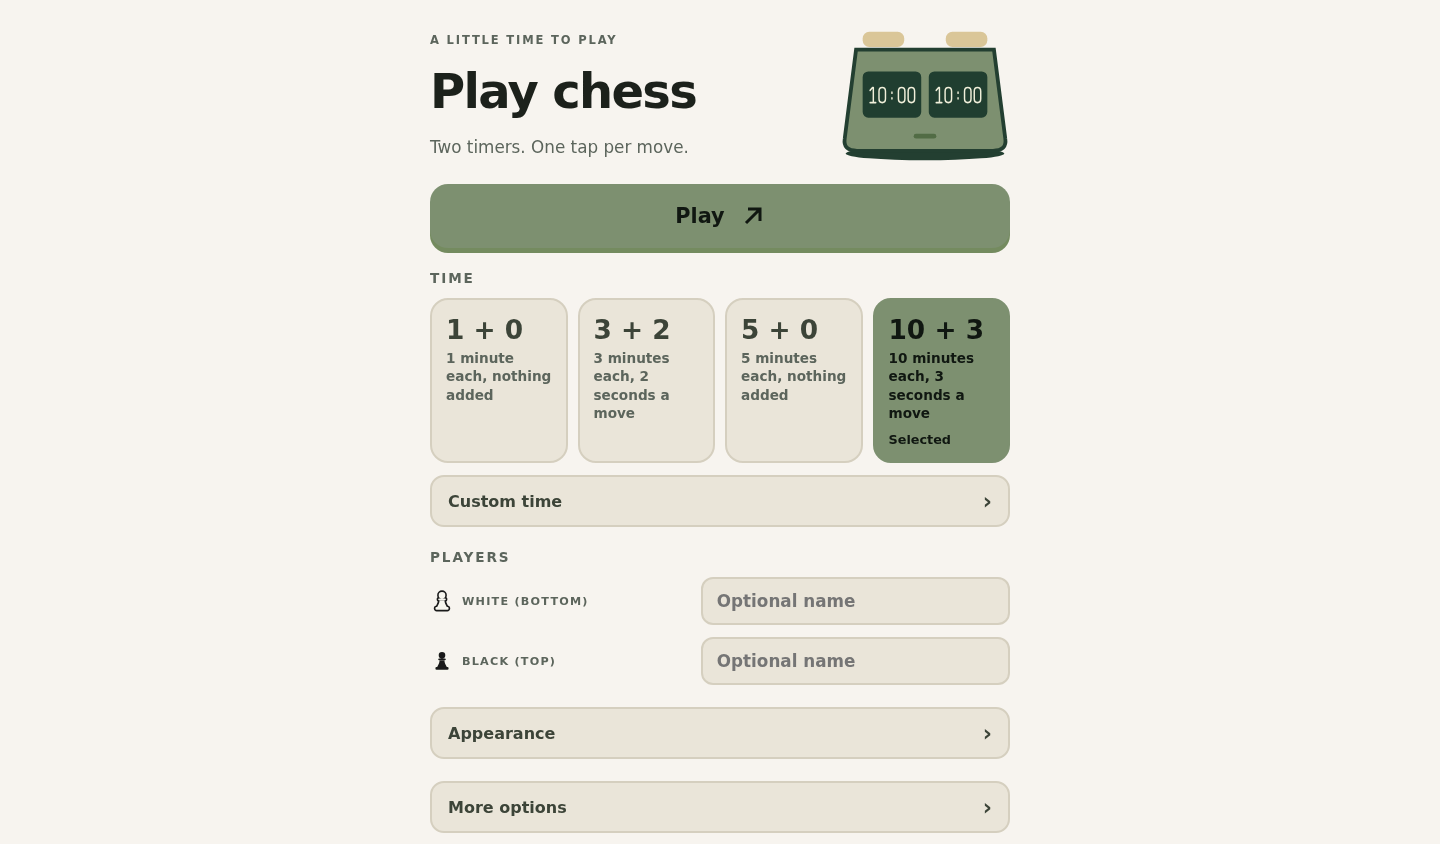 A LITTLE TIME TO PLAY
Play chess
Two timers. One tap per move.
10:00 10:00
Play
TIME
1 + 0
1 minute
each, nothing
added
3 + 2
3 minutes
each, 2
seconds a
move
5 + 0
5 minutes
each, nothing
added
10 + 3
10 minutes
each, 3
seconds a
move
Selected
Custom time
PLAYERS
WHITE (BOTTOM)
Optional name
BLACK (TOP)
Optional name
Appearance
More options